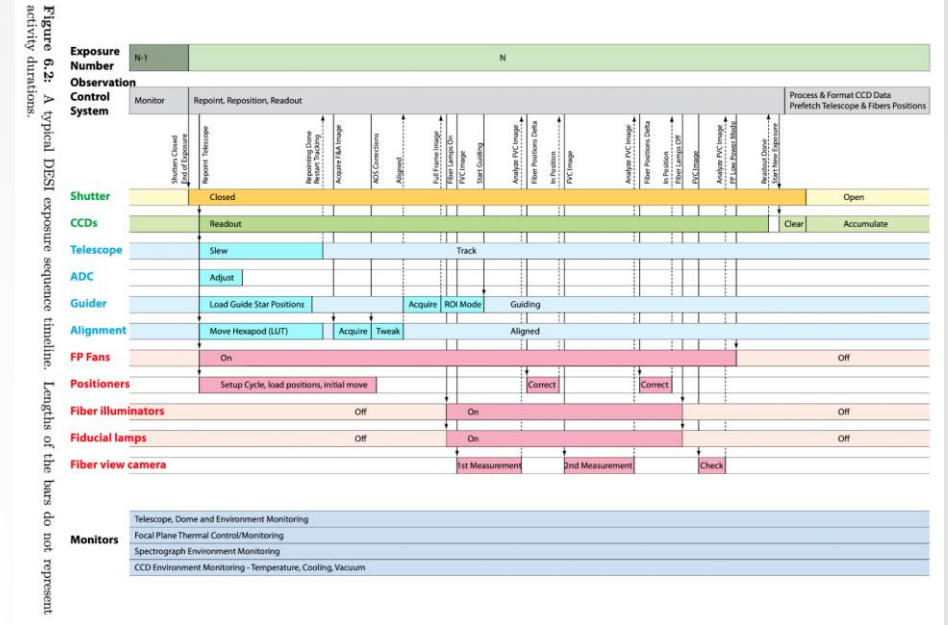 Figure 6.2: A typical DESI exposure sequence timeline. Lengths of the bars do not represent
activity durations.
Exposure
Number
N-1
N
Observation
Control
System
Monitor
Repoint, Reposition, Readout
Process & Format CCD Data
Prefetch Telescope & Fibers Positions
Shutters Closed
End of Exposure
Repoint Telescope
Repointing Done
Restart Tracking
Acquire F&A Image
AOS Corrections
Aligned
Full Frame Image
Fiber Lamps On
FVC Image
Start Guiding
Analyze FVC Image
Fiber Positions Delta
In Position
FVC Image
Analyze FVC Image
Fiber Positions Delta
In Position
Fiber Lamps Off
FVC Image
Analyze FVC Image
FP Low Power Mode
Readout Done
Start New Exposure
Shutter
Closed
Open
CCDs
Readout
Clear
Accumulate
Telescope
Slew
Track
ADC
Adjust
Guider
Load Guide Star Positions
Acquire
ROI Mode
Guiding
Alignment
Move Hexapod (LUT)
Acquire
Tweak
Aligned
FP Fans
On
Off
Positioners
Setup Cycle, load positions, initial move
Correct
Correct
Fiber illuminators
Off
On
Off
Fiducial lamps
Off
On
Off
Fiber view camera
1st Measurement
2nd Measurement
Check
Monitors
Telescope, Dome and Environment Monitoring
Focal Plane Thermal Control/Monitoring
Spectrograph Environment Monitoring
CCD Environment Monitoring - Temperature, Cooling, Vacuum